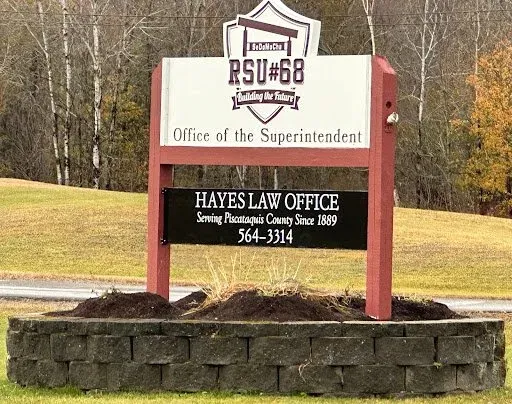 SeDoMoCha
RSU#68
Building the Future
Office of the Superintendent
HAYES LAW OFFICE
Serving Piscataquis County Since 1889
564-3314